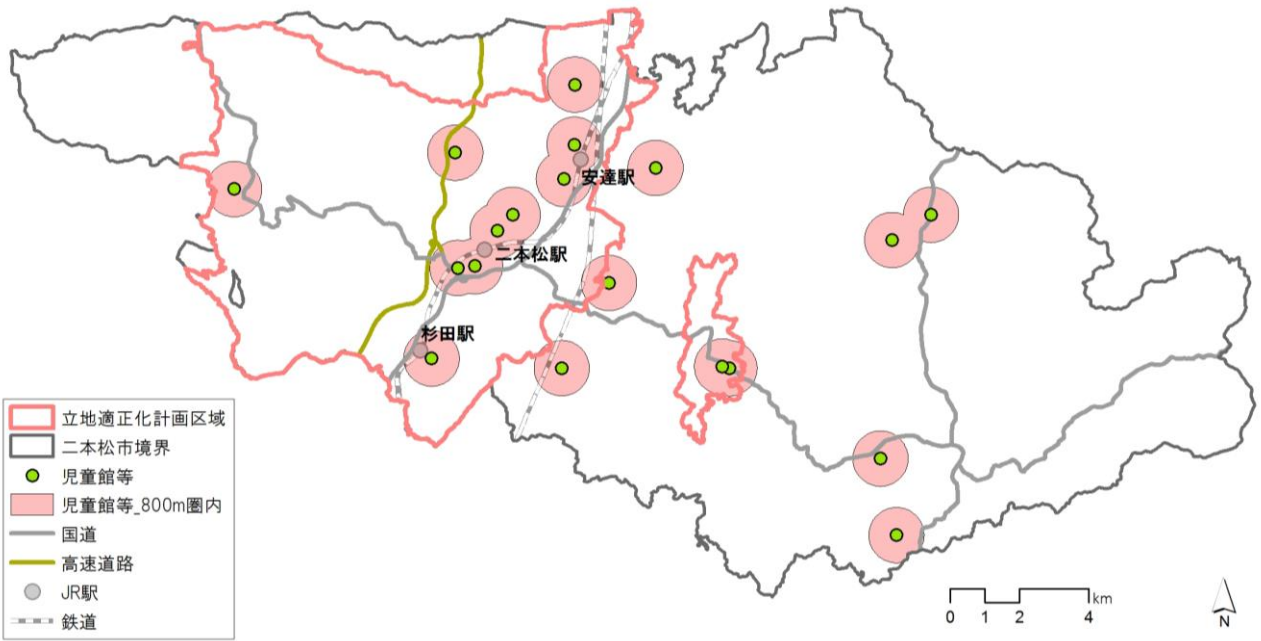 安達駅
二本松駅
杉田駅
立地適正化計画区域
二本松市境界
児童館等
児童館等_800m圏内
国道
高速道路
JR駅
鉄道
km
0 1 2 4
N